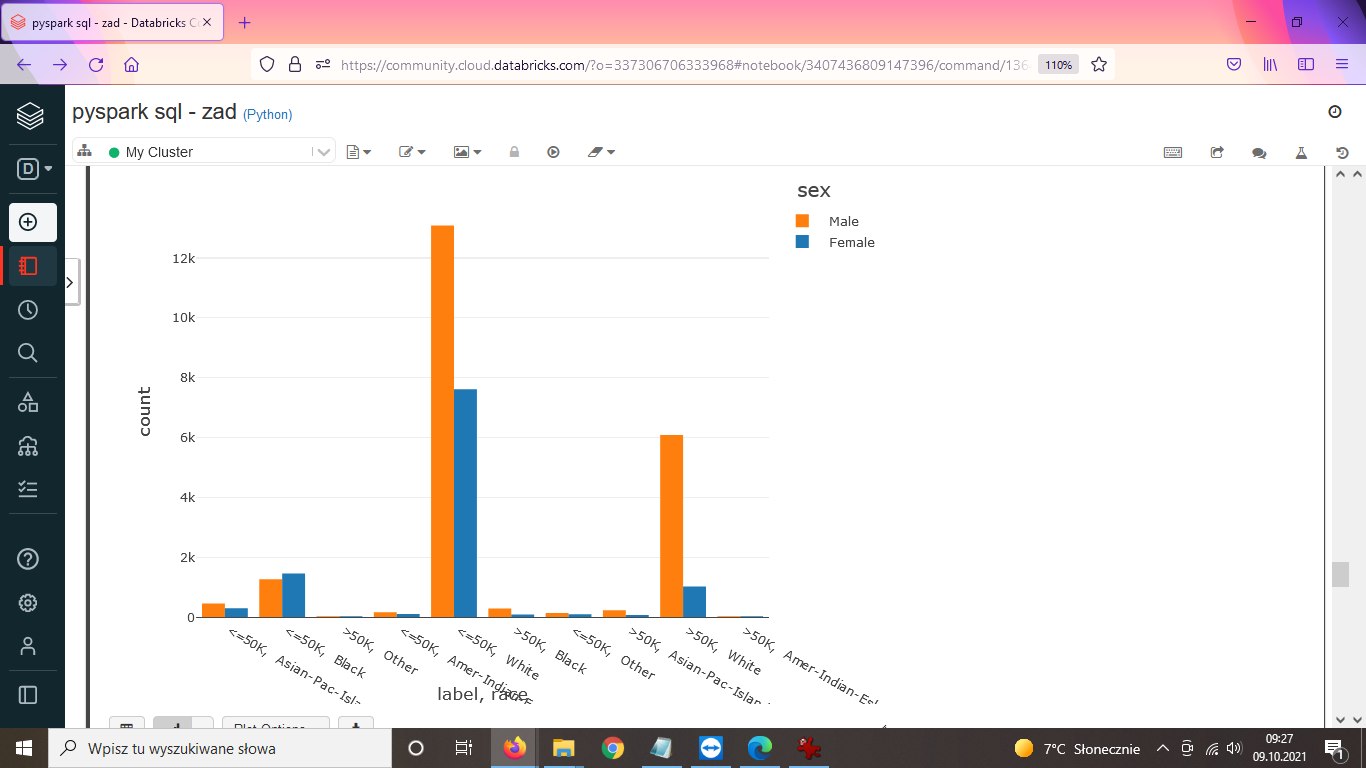 pyspark sql - zad - Databricks C
https://community.cloud.databricks.com/?o=337306706333968#notebook/3407436809147396/command/136
110%
pyspark sql - zad (Python)
D
My Cluster
sex
Male
Female
12k
10k
8k
6k
4k
2k
0
count
<=50K, Asian-Pac-Isla
<=50K, Black
>50K, Other
<=50K, Amer-Indian-E
<=50K, White
>50K, Black
<=50K, Other
>50K, Asian-Pac-Islan
>50K, White
>50K, Amer-Indian-Esk
label, race
Plot Options
Wpisz tu wyszukiwane słowa
7°C Słonecznie
09:27
09.10.2021
1